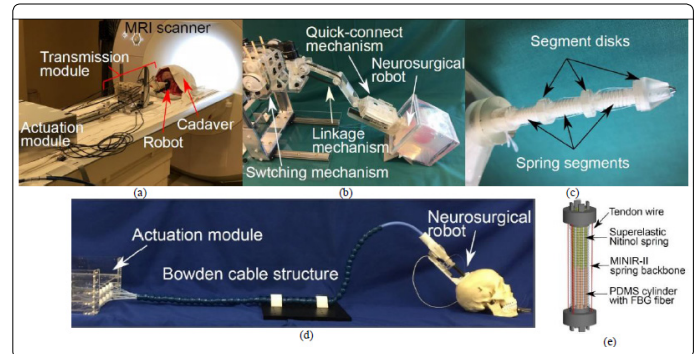 MRI scanner
Transmission
module
Actuation
module
Robot
Cadaver
(a)
Quick-connect
mechanism
Neurosurgical
robot
Linkage
mechanism
Swtching mechanism
(b)
Segment disks
Spring segments
(c)
Actuation module
Bowden cable structure
Neurosurgical
robot
(d)
Tendon wire
Superelastic
Nitinol spring
MINIR-II
spring backbone
PDMS cylinder
with FBG fiber
(e)